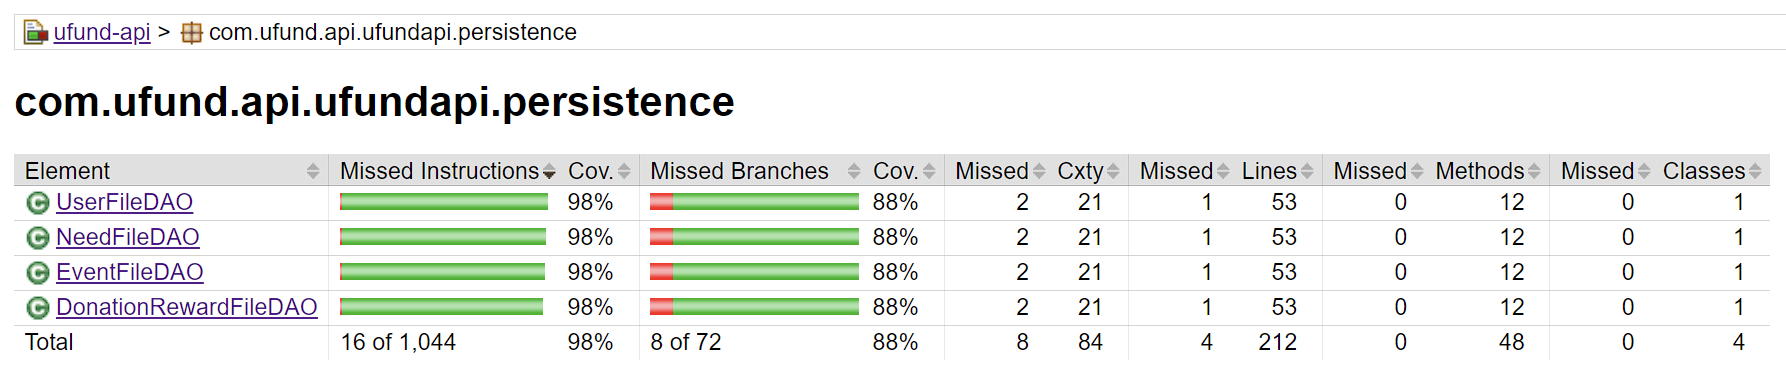 ufund-api > com.ufund.api.ufundapi.persistence
com.ufund.api.ufundapi.persistence
Element Missed Instructions Cov. Missed Branches Cov. Missed Cxty Missed Lines Missed Methods Missed Classes
C UserFileDAO 98% 88% 2 21 1 53 0 12 0 1
C NeedFileDAO 98% 88% 2 21 1 53 0 12 0 1
C EventFileDAO 98% 88% 2 21 1 53 0 12 0 1
C DonationRewardFileDAO 98% 88% 2 21 1 53 0 12 0 1
Total 16 of 1,044 98% 8 of 72 88% 8 84 4 212 0 48 0 4